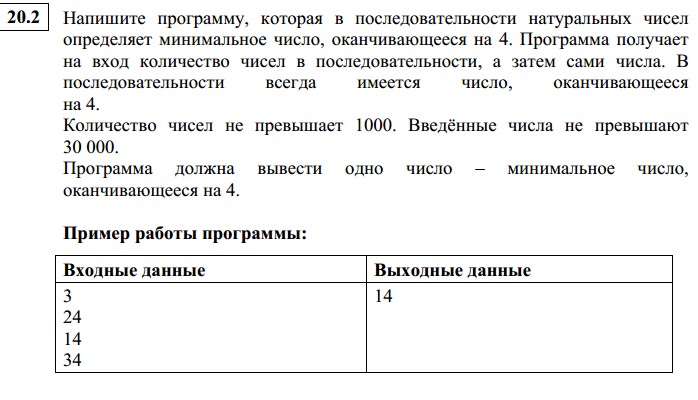 20.2
Напишите программу, которая в последовательности натуральных чисел
определяет минимальное число, оканчивающееся на 4. Программа получает
на вход количество чисел в последовательности, а затем сами числа. В
последовательности всегда имеется число, оканчивающееся
на 4.
Количество чисел не превышает 1000. Введённые числа не превышают
30 000.
Программа должна вывести одно число – минимальное число,
оканчивающееся на 4.
Пример работы программы:
Входные данные Выходные данные
3 14
24
14
34